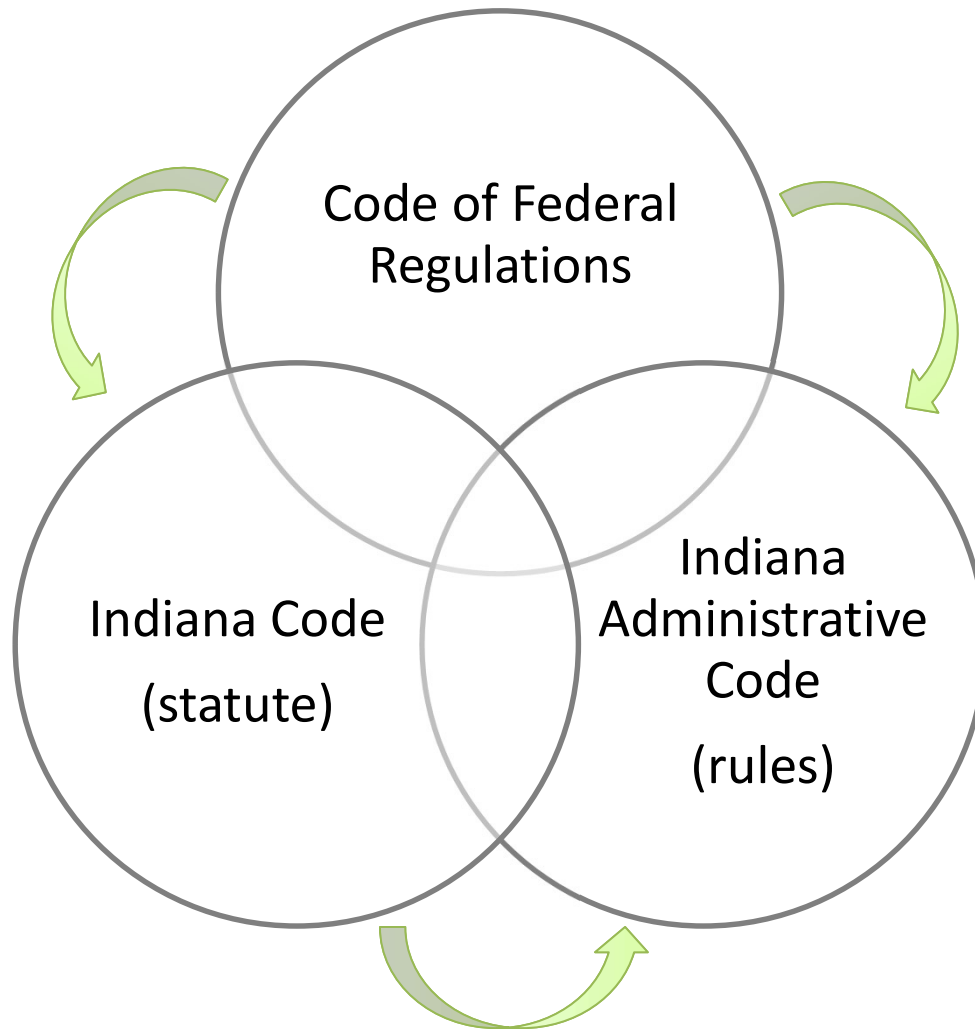 Code of Federal
Regulations
Indiana Code
(statute)
Indiana
Administrative
Code
(rules)